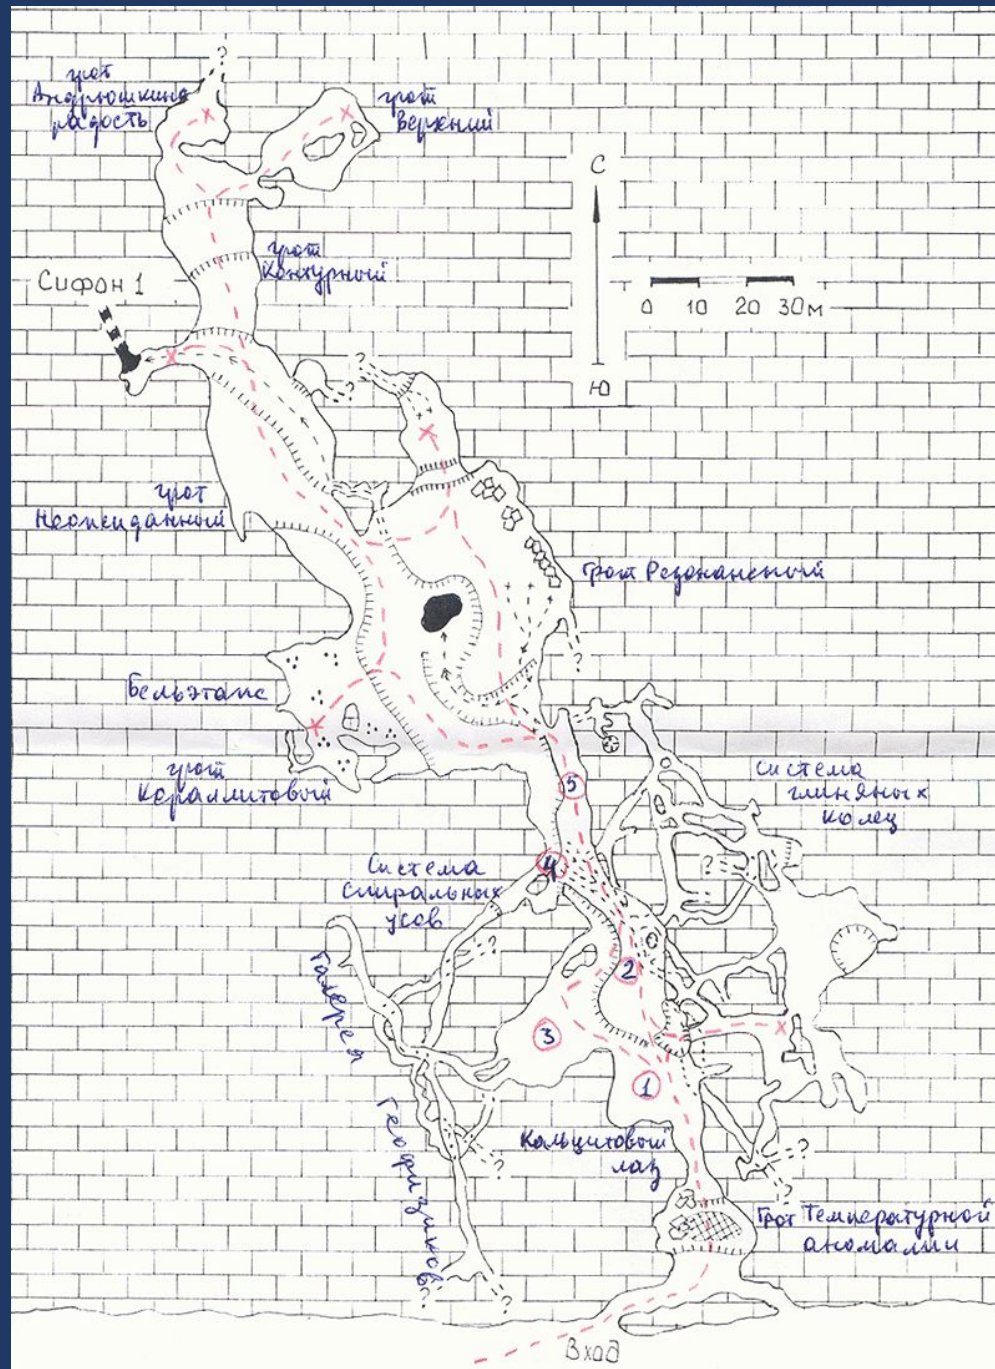 грот
Андрюшкина
радость
грот
Верхний
С
Сифон 1
грот
Контурный
0 10 20 30м
Ю
?
?
грот
Неожиданный
Грот Резонансный
?
Бельэтаж
грот
Кораллитовый
Система
глиняных
колец
5
4
Система
спиральных
усов
?
?
2
Галерея
3
1
Геофизиков
Кальцитовый
лаз
?
?
?
Грот Температурной
аномалии
?
?
Вход